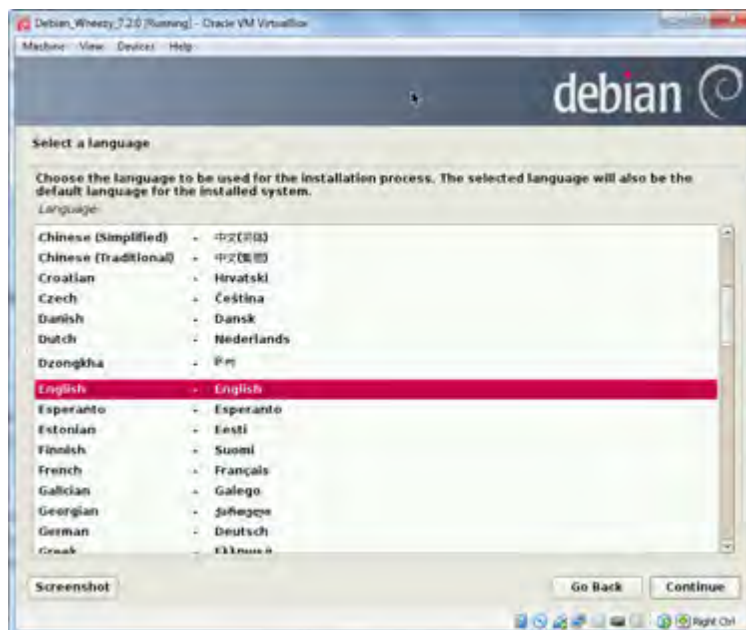 Debian_Wheezy_7.2.0 [Running] - Oracle VM VirtualBox
Machine View Devices Help
debian
Select a language
Choose the language to be used for the installation process. The selected language will also be the
default language for the installed system.
Language:
Chinese (Simplified) - 中文(简体)
Chinese (Traditional) - 中文(繁體)
Croatian - Hrvatski
Czech - Čeština
Danish - Dansk
Dutch - Nederlands
Dzongkha -
English - English
Esperanto - Esperanto
Estonian - Eesti
Finnish - Suomi
French - Français
Galician - Galego
Georgian - ქართული
German - Deutsch
Greek - Ελληνικά
Screenshot
Go Back
Continue
Right Ctrl